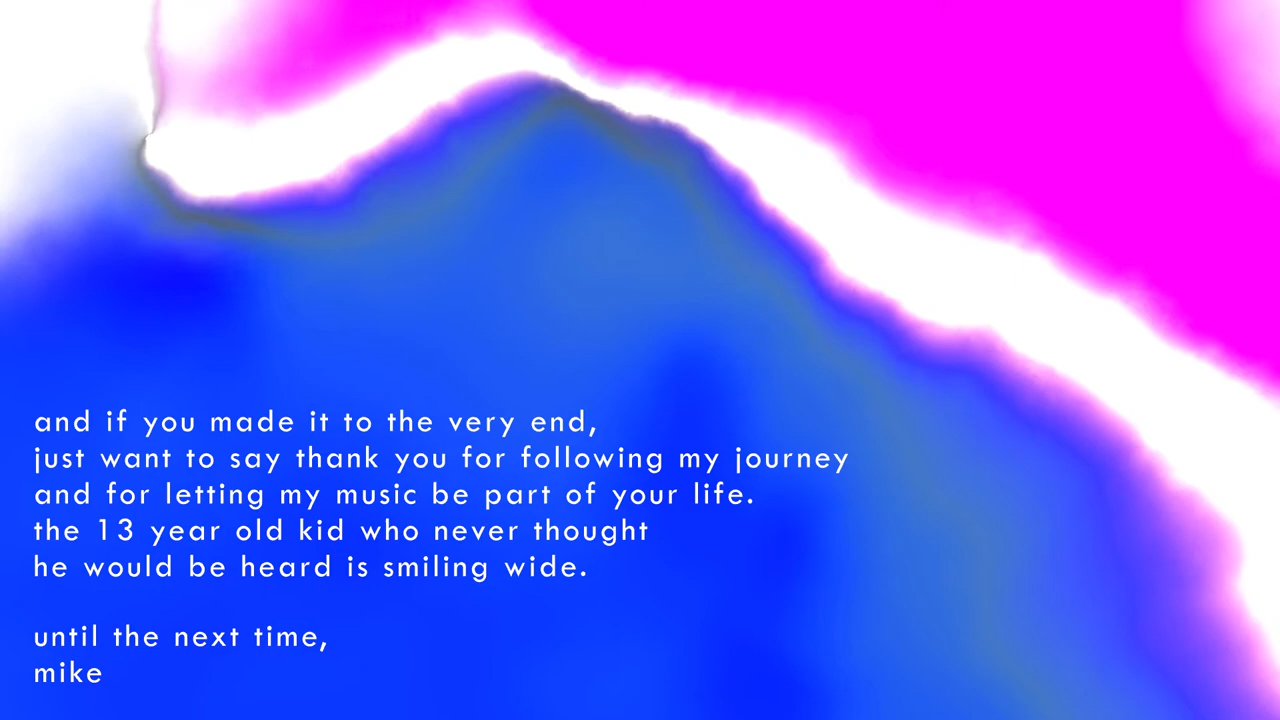 and if you made it to the very end,
just want to say thank you for following my journey
and for letting my music be part of your life.
the 13 year old kid who never thought
he would be heard is smiling wide.
until the next time,
mike